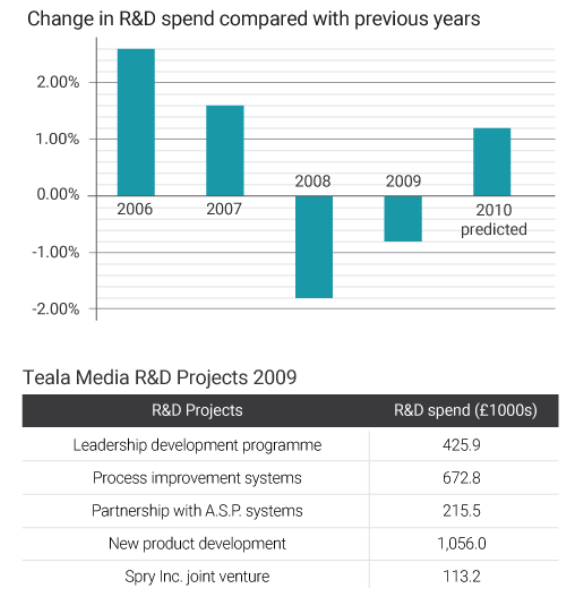 Change in R&D spend compared with previous years
2.00%
1.00%
2008 2009
0.00%
2006 2007 2010
predicted
-1.00%
-2.00%
Teala Media R&D Projects 2009
R&D Projects R&D spend (£1000s)
Leadership development programme 425.9
Process improvement systems 672.8
Partnership with A.S.P. systems 215.5
New product development 1,056.0
Spry Inc. joint venture 113.2